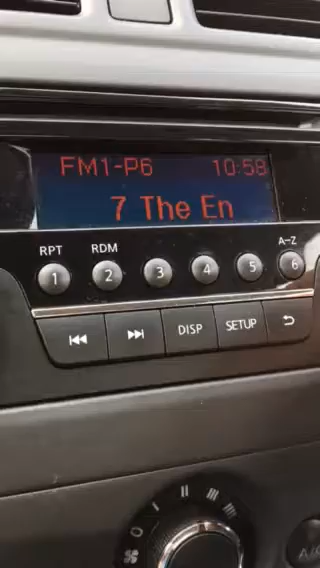 FM1-P6 10:58
7 The En
RPT RDM A-Z
1 2 3 4 5 6
DISP SETUP
A/C